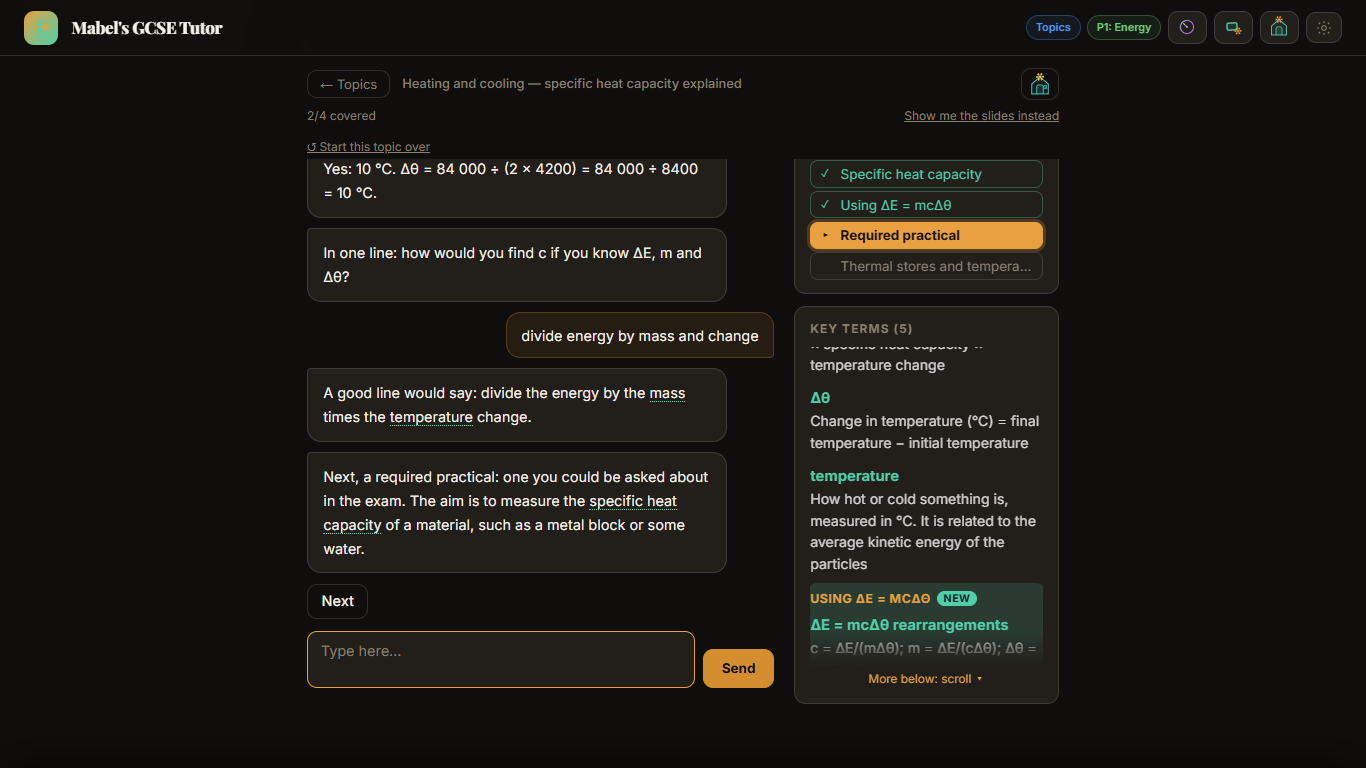 Mabel's GCSE Tutor
Topics
P1: Energy
← Topics
Heating and cooling — specific heat capacity explained
2/4 covered
Show me the slides instead
↺ Start this topic over
Yes: 10 °C. Δθ = 84 000 ÷ (2 × 4200) = 84 000 ÷ 8400
= 10 °C.
In one line: how would you find c if you know ΔE, m and
Δθ?
divide energy by mass and change
A good line would say: divide the energy by the mass
times the temperature change.
Next, a required practical: one you could be asked about
in the exam. The aim is to measure the specific heat
capacity of a material, such as a metal block or some
water.
Next
Type here...
Send
✓ Specific heat capacity
✓ Using ΔE = mcΔθ
▸ Required practical
Thermal stores and tempera...
KEY TERMS (5)
× specific heat capacity ×
temperature change
Δθ
Change in temperature (°C) = final
temperature − initial temperature
temperature
How hot or cold something is,
measured in °C. It is related to the
average kinetic energy of the
particles
USING ΔE = MCΔΘ NEW
ΔE = mcΔθ rearrangements
c = ΔE/(mΔθ); m = ΔE/(cΔθ); Δθ =
More below: scroll ▾